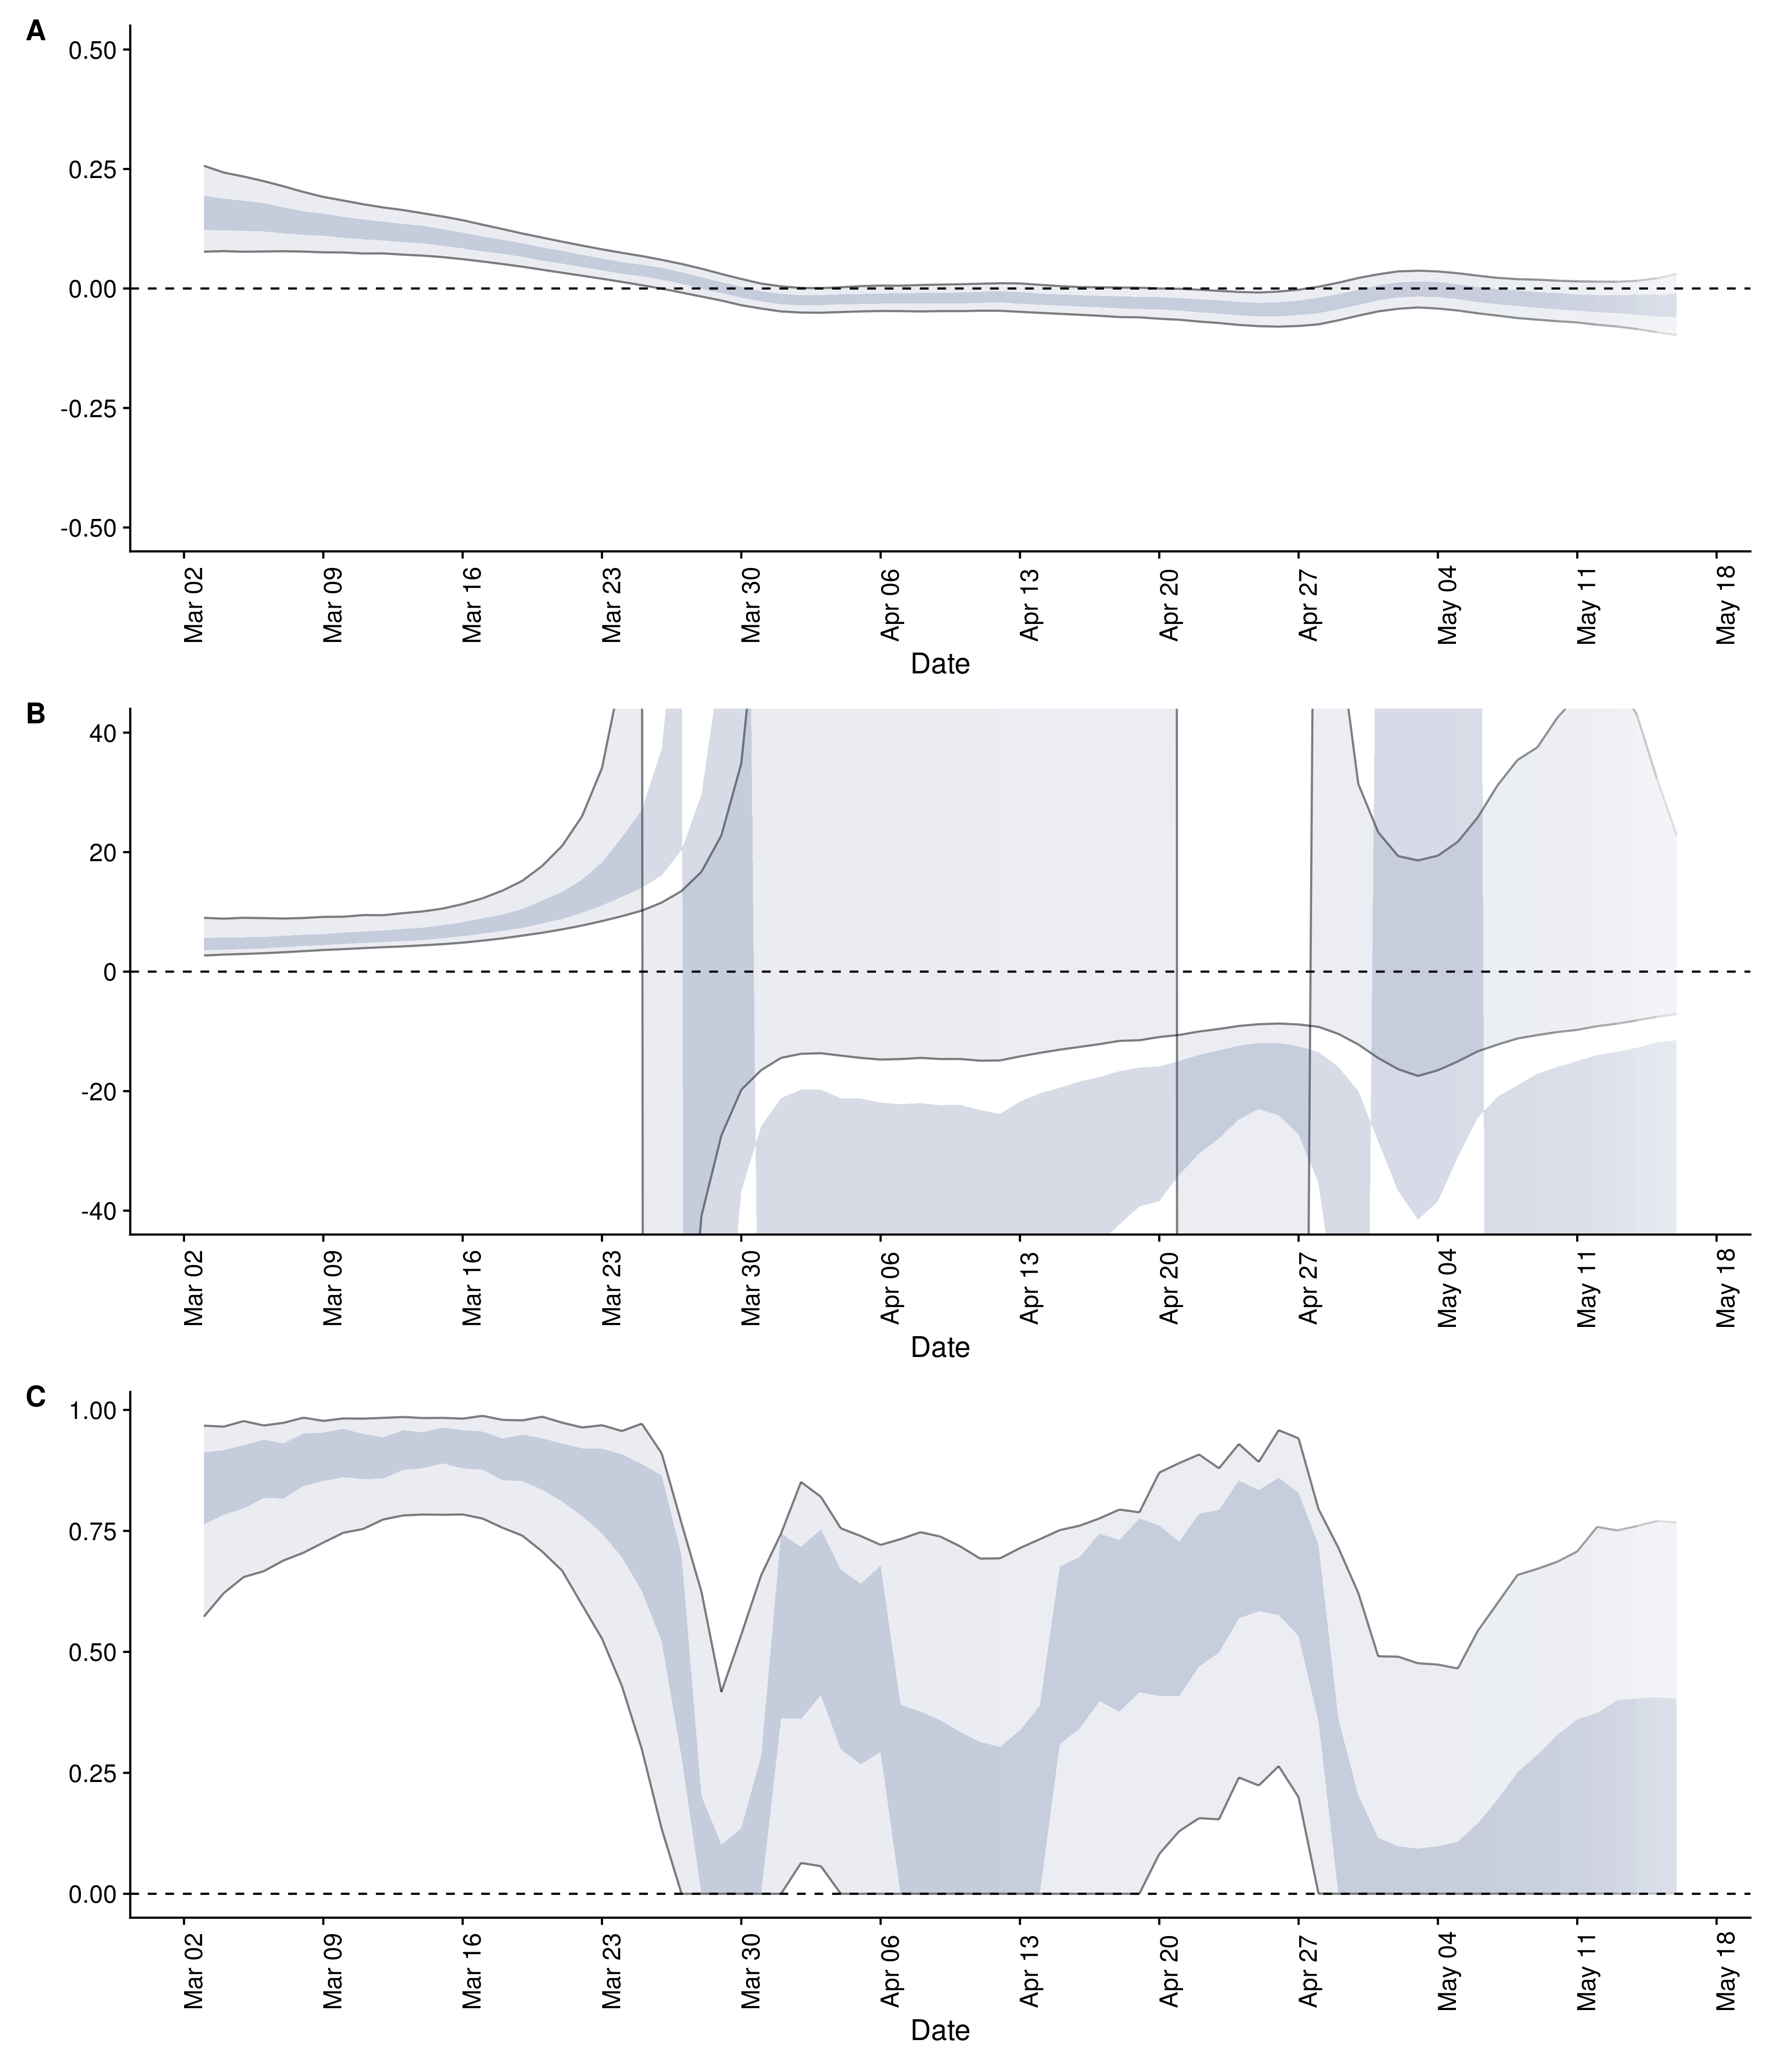 A
0.50
0.25
0.00
-0.25
-0.50
Mar 02
Mar 09
Mar 16
Mar 23
Mar 30
Apr 06
Apr 13
Apr 20
Apr 27
May 04
May 11
May 18
Date
B
40
20
0
-20
-40
Mar 02
Mar 09
Mar 16
Mar 23
Mar 30
Apr 06
Apr 13
Apr 20
Apr 27
May 04
May 11
May 18
Date
C
1.00
0.75
0.50
0.25
0.00
Mar 02
Mar 09
Mar 16
Mar 23
Mar 30
Apr 06
Apr 13
Apr 20
Apr 27
May 04
May 11
May 18
Date